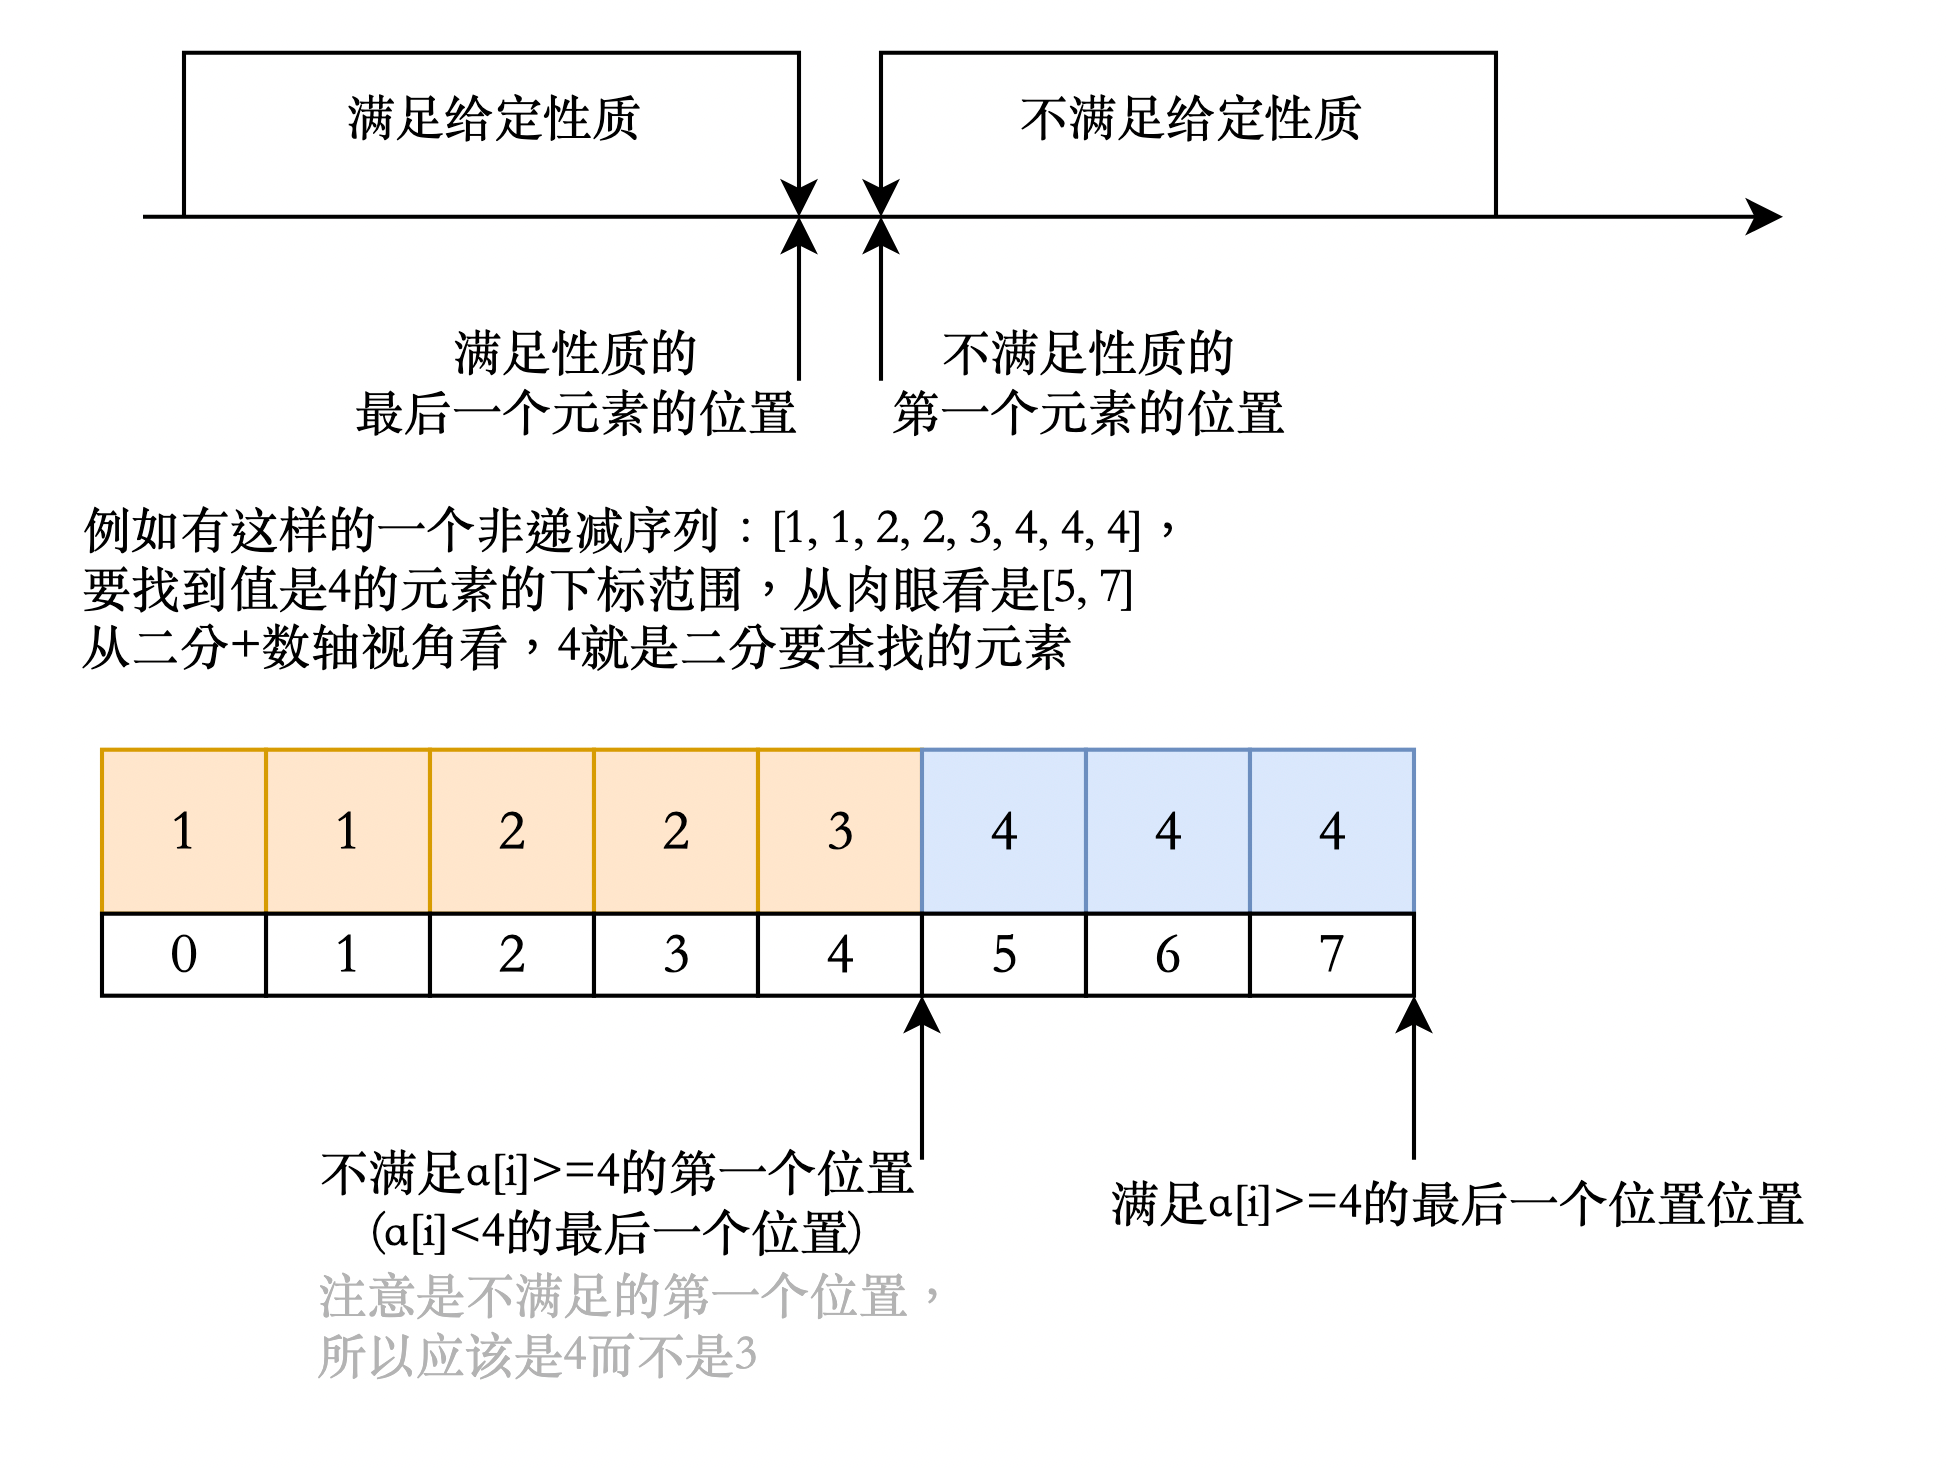 满足给定性质
不满足给定性质
满足性质的
最后一个元素的位置
不满足性质的
第一个元素的位置
例如有这样的一个非递减序列：[1, 1, 2, 2, 3, 4, 4, 4]，
要找到值是4的元素的下标范围，从肉眼看是[5, 7]
从二分+数轴视角看，4就是二分要查找的元素
1 1 2 2 3 4 4 4
0 1 2 3 4 5 6 7
不满足a[i]>=4的第一个位置
(a[i]<4的最后一个位置)
注意是不满足的第一个位置，
所以应该是4而不是3
满足a[i]>=4的最后一个位置位置